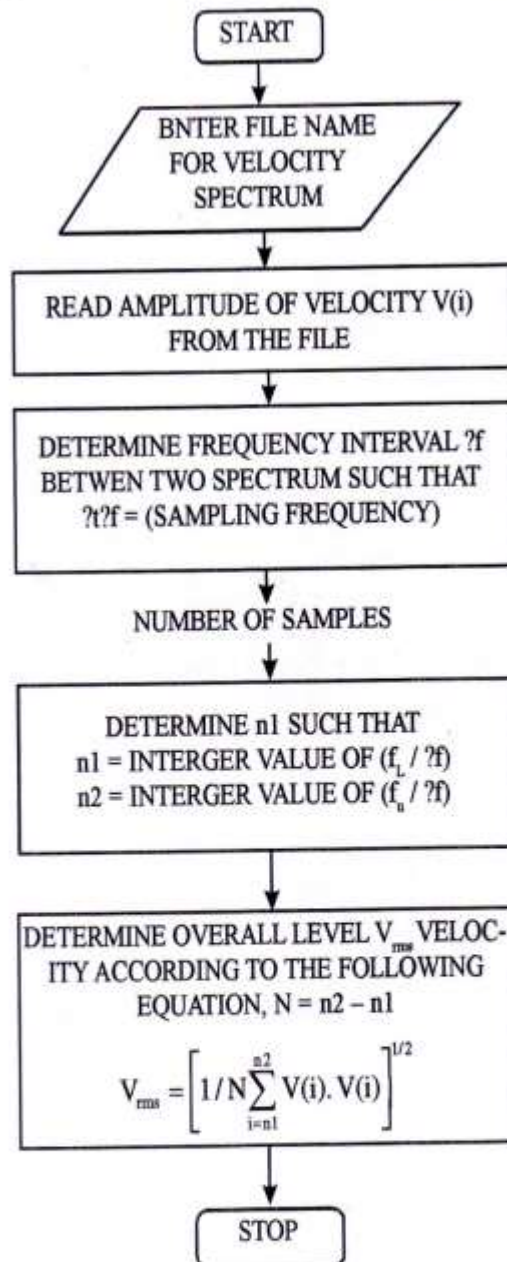 START
BNTER FILE NAME
FOR VELOCITY
SPECTRUM
READ AMPLITUDE OF VELOCITY V(i)
FROM THE FILE
DETERMINE FREQUENCY INTERVAL ?f
BETWEN TWO SPECTRUM SUCH THAT
?t?f = (SAMPLING FREQUENCY)
NUMBER OF SAMPLES
DETERMINE n1 SUCH THAT
n1 = INTERGER VALUE OF (f_L / ?f)
n2 = INTERGER VALUE OF (f_u / ?f)
DETERMINE OVERALL LEVEL V_rms VELOC-
ITY ACCORDING TO THE FOLLOWING
EQUATION, N = n2 – n1
V_rms = [1/N ∑_{i=n1}^{n2} V(i). V(i)]^{1/2}
STOP